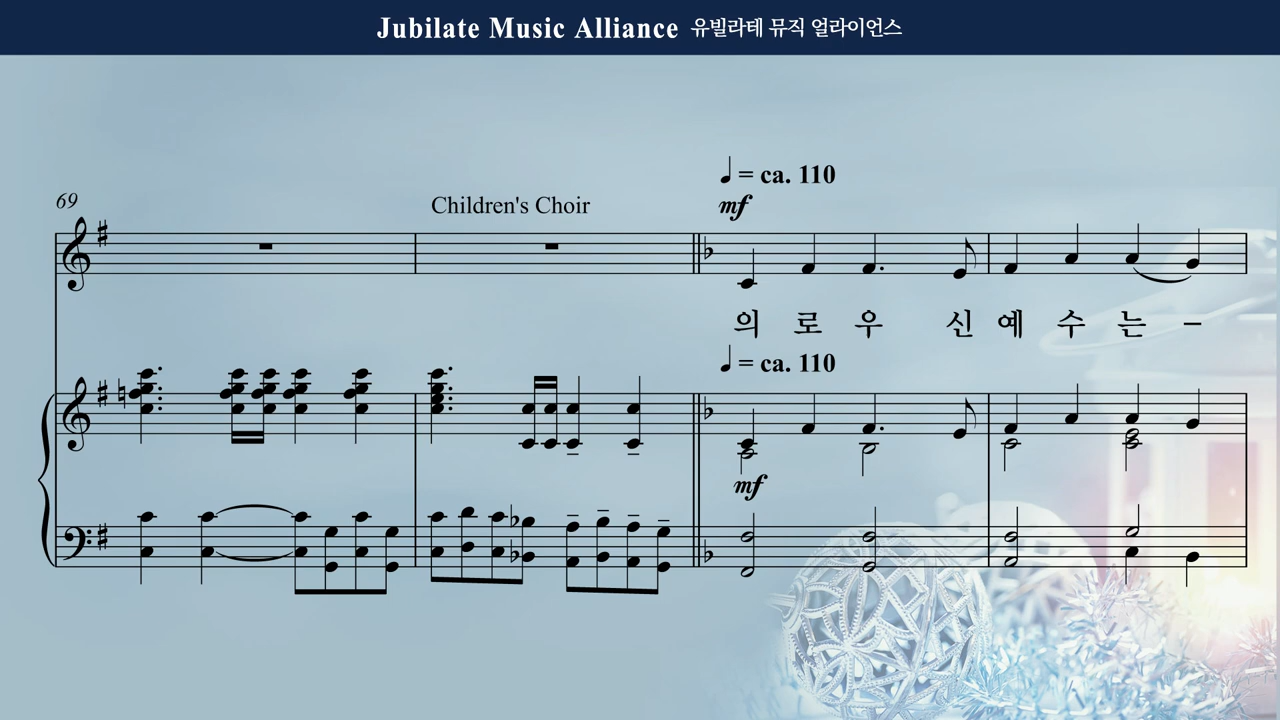 Jubilate Music Alliance 유빌라테 뮤직 얼라이언스
♩ = ca. 110
69
Children's Choir
mf
의 로 우 신 예 수 는 –
♩ = ca. 110
mf